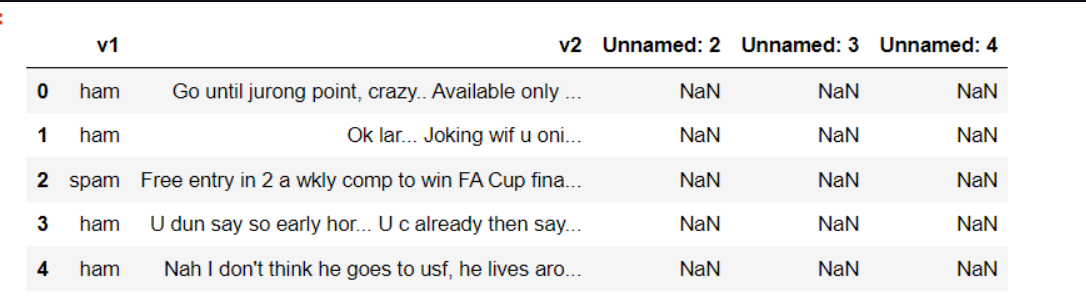 :
v1 v2 Unnamed: 2 Unnamed: 3 Unnamed: 4
0 ham Go until jurong point, crazy.. Available only ... NaN NaN NaN
1 ham Ok lar... Joking wif u oni... NaN NaN NaN
2 spam Free entry in 2 a wkly comp to win FA Cup fina... NaN NaN NaN
3 ham U dun say so early hor... U c already then say... NaN NaN NaN
4 ham Nah I don't think he goes to usf, he lives aro... NaN NaN NaN